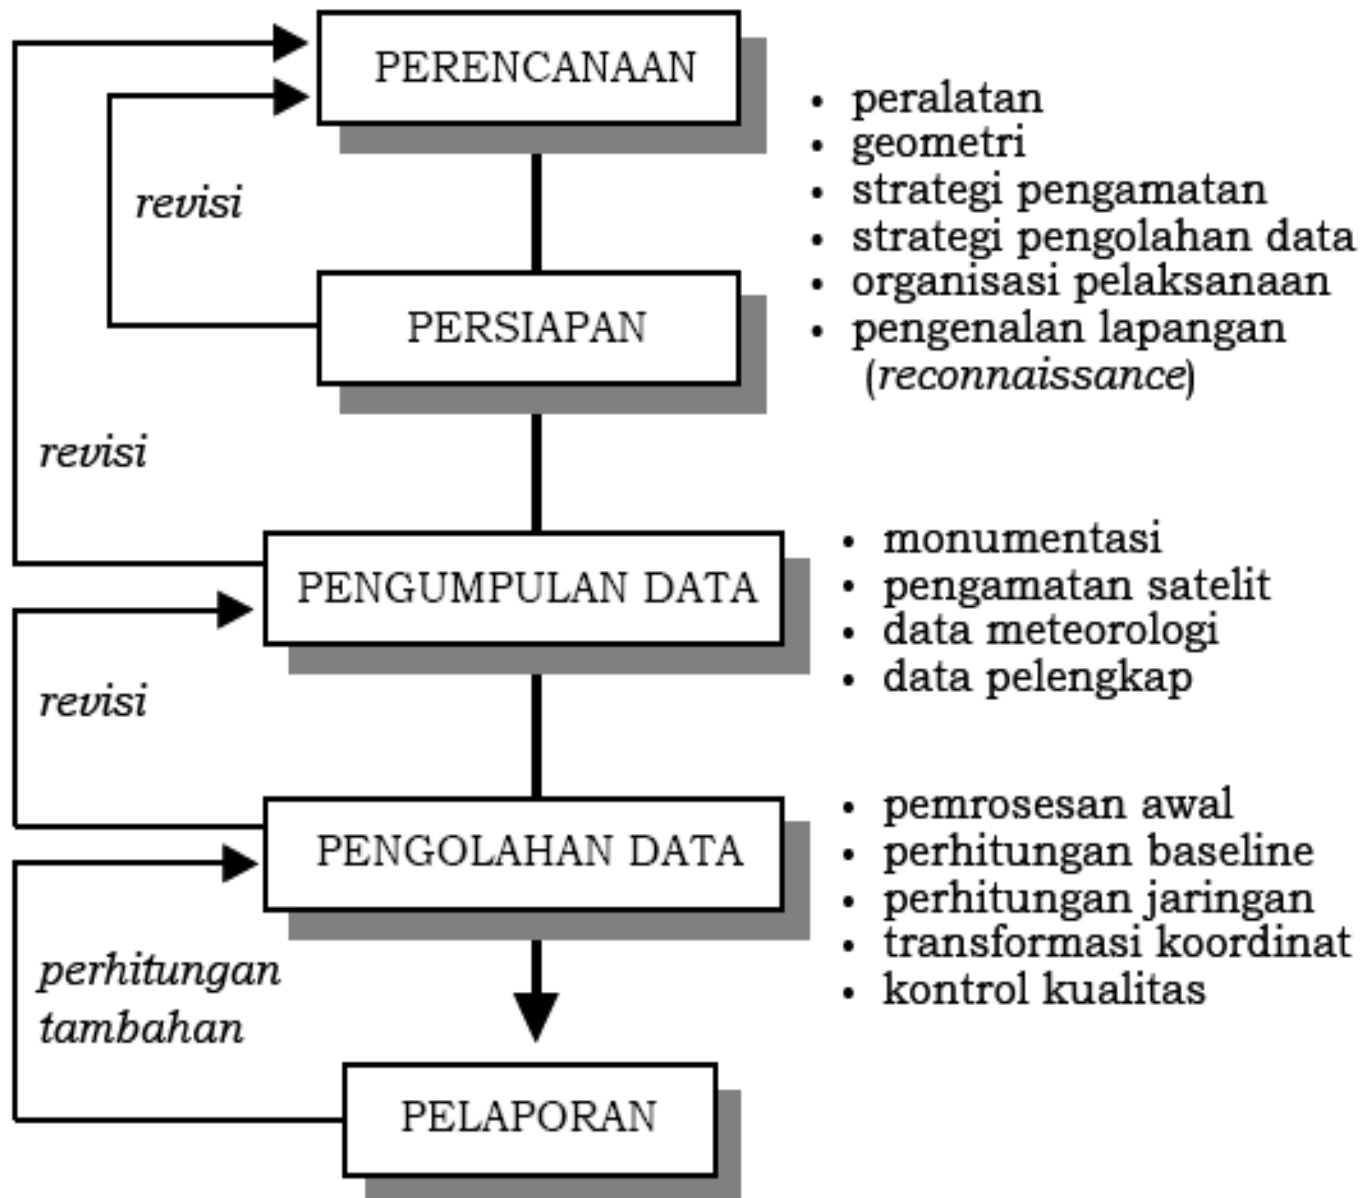 PERENCANAAN
• peralatan
• geometri
• strategi pengamatan
• strategi pengolahan data
• organisasi pelaksanaan
• pengenalan lapangan
(reconnaissance)
revisi
PERSIAPAN
revisi
PENGUMPULAN DATA
• monumentasi
• pengamatan satelit
• data meteorologi
• data pelengkap
revisi
PENGOLAHAN DATA
• pemrosesan awal
• perhitungan baseline
• perhitungan jaringan
• transformasi koordinat
• kontrol kualitas
perhitungan
tambahan
PELAPORAN